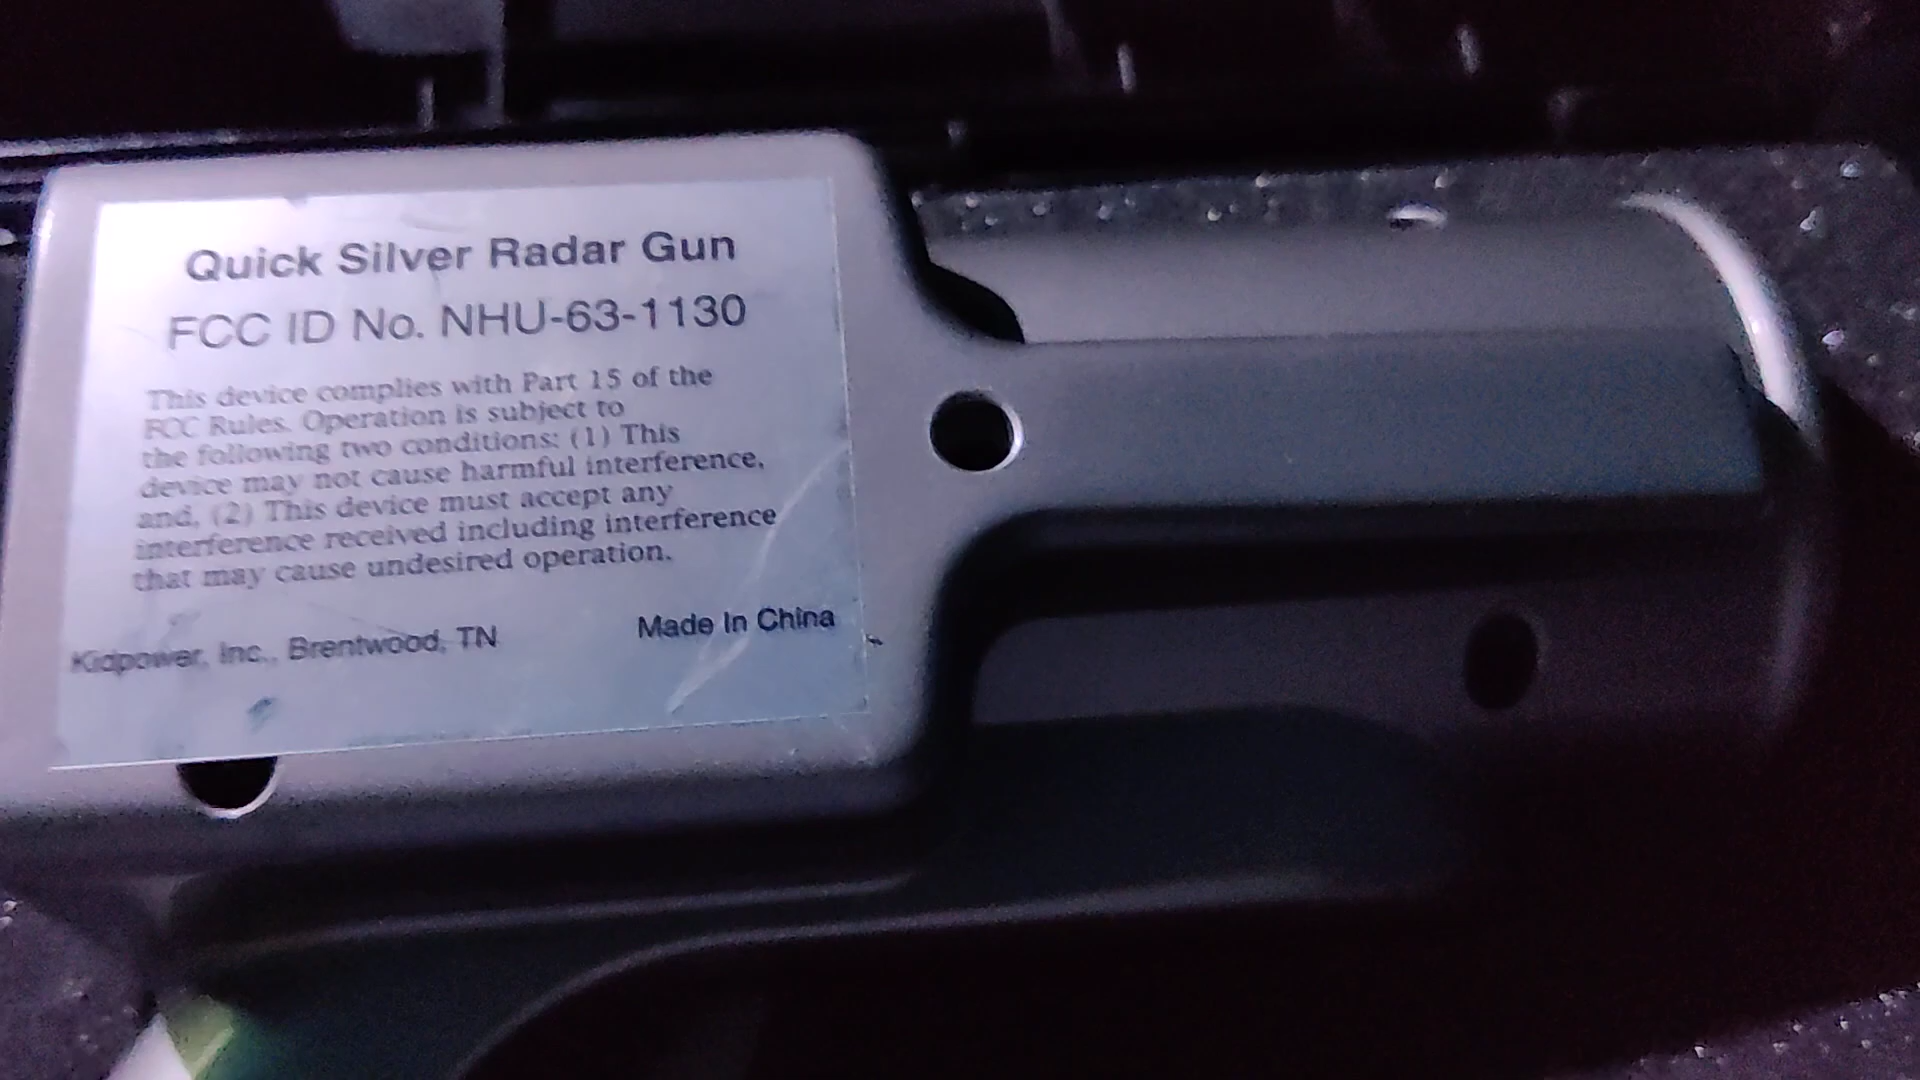 Quick Silver Radar Gun
FCC ID No. NHU-63-1130
This device complies with Part 15 of the
FCC Rules. Operation is subject to
the following two conditions: (1) This
device may not cause harmful interference,
and, (2) This device must accept any
interference received including interference
that may cause undesired operation.
Kidpower, Inc., Brentwood, TN
Made In China